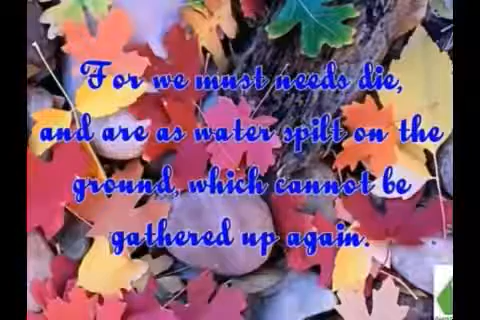 For we must needs die,
and are as water spilt on the
ground, which cannot be
gathered up again.